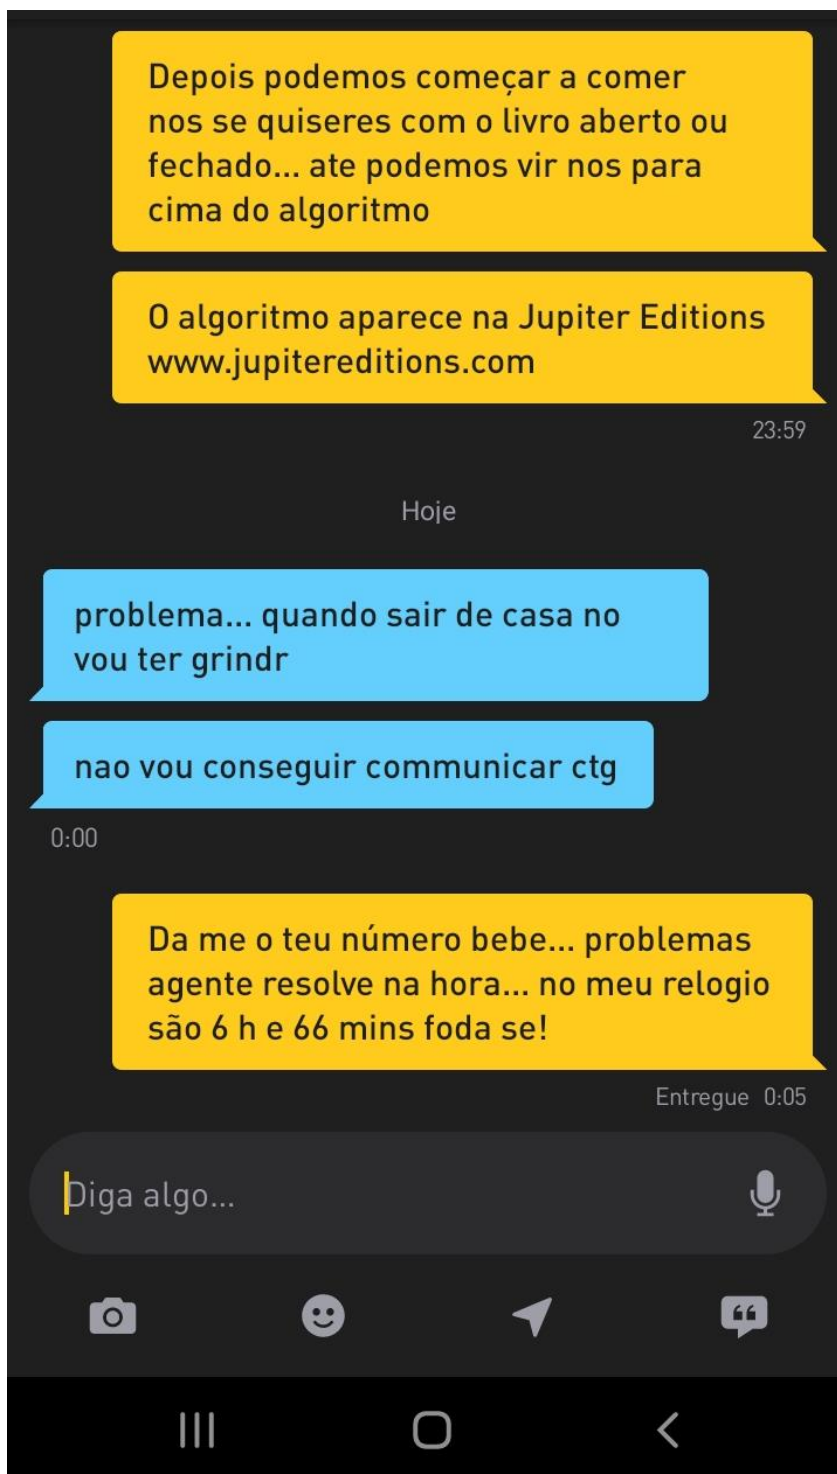 Depois podemos começar a comer
nos se quiseres com o livro aberto ou
fechado... ate podemos vir nos para
cima do algoritmo
O algoritmo aparece na Jupiter Editions
www.jupitereditions.com
23:59
Hoje
problema... quando sair de casa no
vou ter grindr
nao vou conseguir communicar ctg
0:00
Da me o teu número bebe... problemas
agente resolve na hora... no meu relogio
são 6 h e 66 mins foda se!
Entregue 0:05
Diga algo...